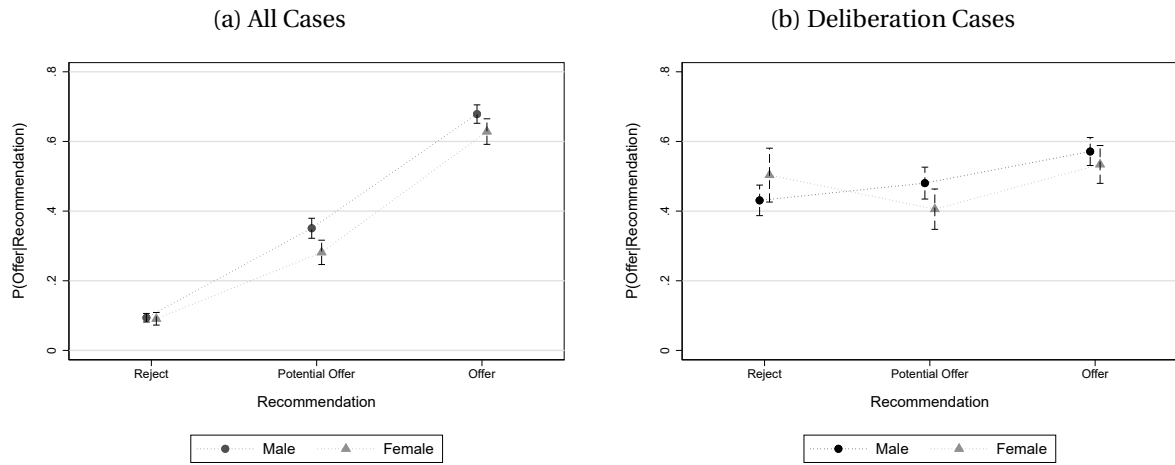 (a) All Cases
P(Offer|Recommendation)
.8
.6
.4
.2
0
Reject
Potential Offer
Offer
Recommendation
Male
Female
(b) Deliberation Cases
P(Offer|Recommendation)
.8
.6
.4
.2
0
Reject
Potential Offer
Offer
Recommendation
Male
Female